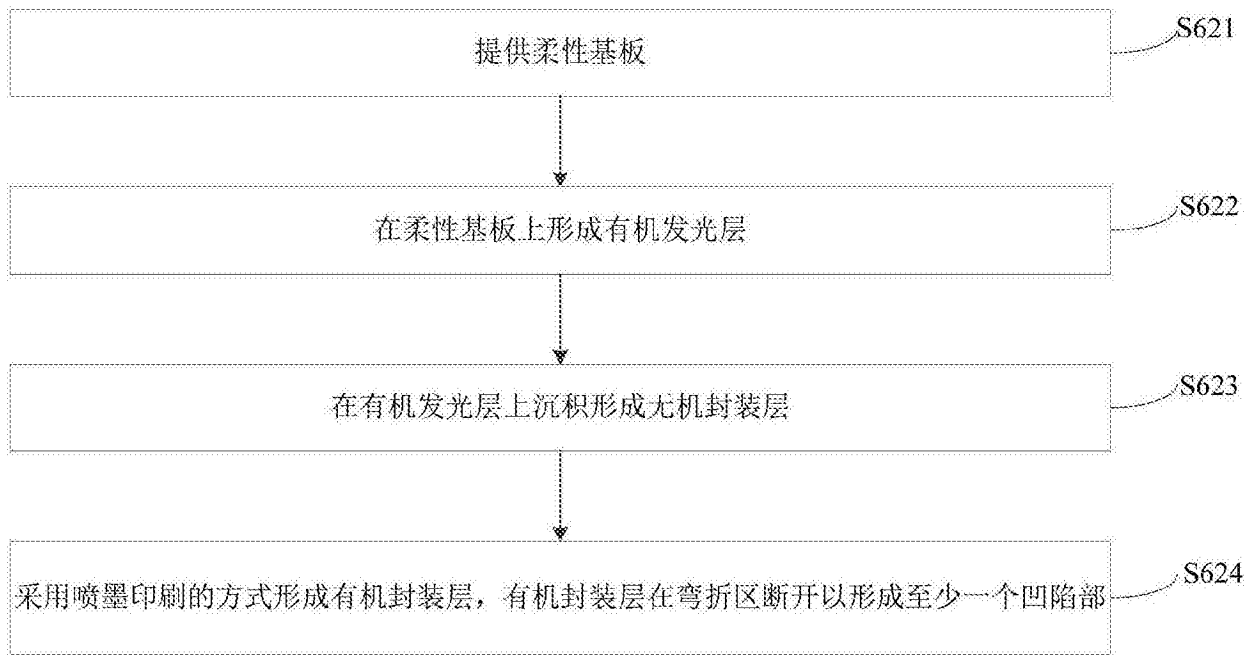 提供柔性基板
S621
在柔性基板上形成有机发光层
S622
在有机发光层上沉积形成无机封装层
S623
采用喷墨印刷的方式形成有机封装层，有机封装层在弯折区断开以形成至少一个凹陷部
S624